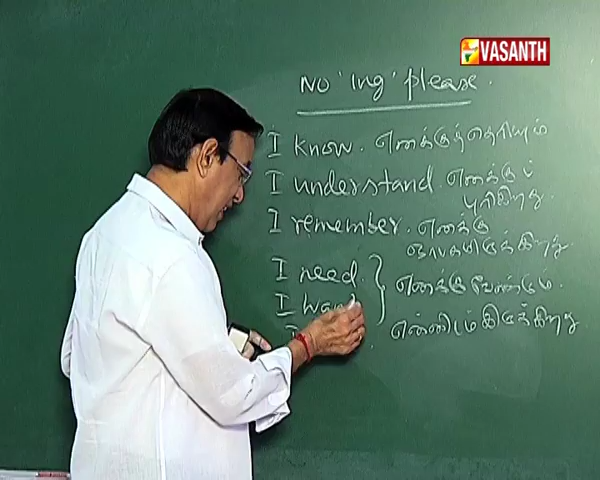 VASANTH
NO 'ing' please.
I know. எனக்குத்தெரியும்
I understand. எனக்குப்
புரிகிறது.
I remember. எனக்கு
ஞாபகமிருக்கிறது.
I need.
I want
எனக்குவேண்டும்.
I
என்னிடம் இருக்கிறது